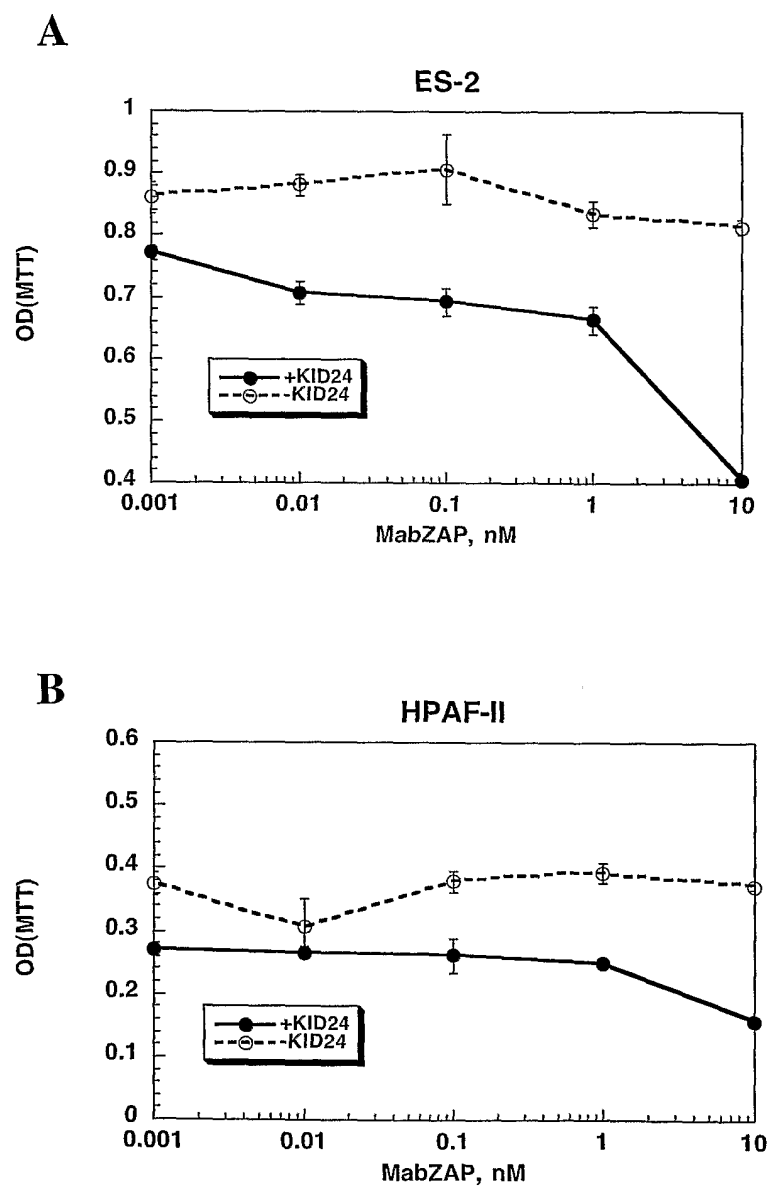 A
ES-2
1
0.9
0.8
0.7
0.6
0.5
0.4
OD(MTT)
+KID24
-KID24
0.001 0.01 0.1 1 10
MabZAP, nM
B
HPAF-II
0.6
0.5
0.4
0.3
0.2
0.1
0
OD(MTT)
+KID24
-KID24
0.001 0.01 0.1 1 10
MabZAP, nM